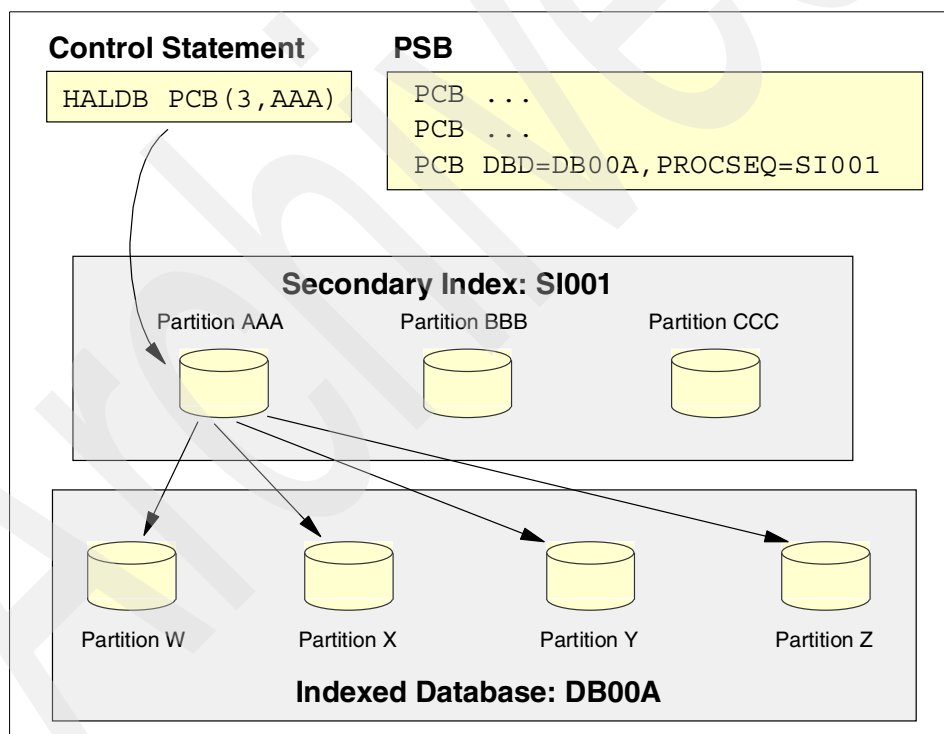 Control Statement
PSB
HALDB PCB(3,AAA)
PCB ...
PCB ...
PCB DBD=DB00A,PROCSEQ=SI001
Secondary Index: SI001
Partition AAA
Partition BBB
Partition CCC
Partition W
Partition X
Partition Y
Partition Z
Indexed Database: DB00A